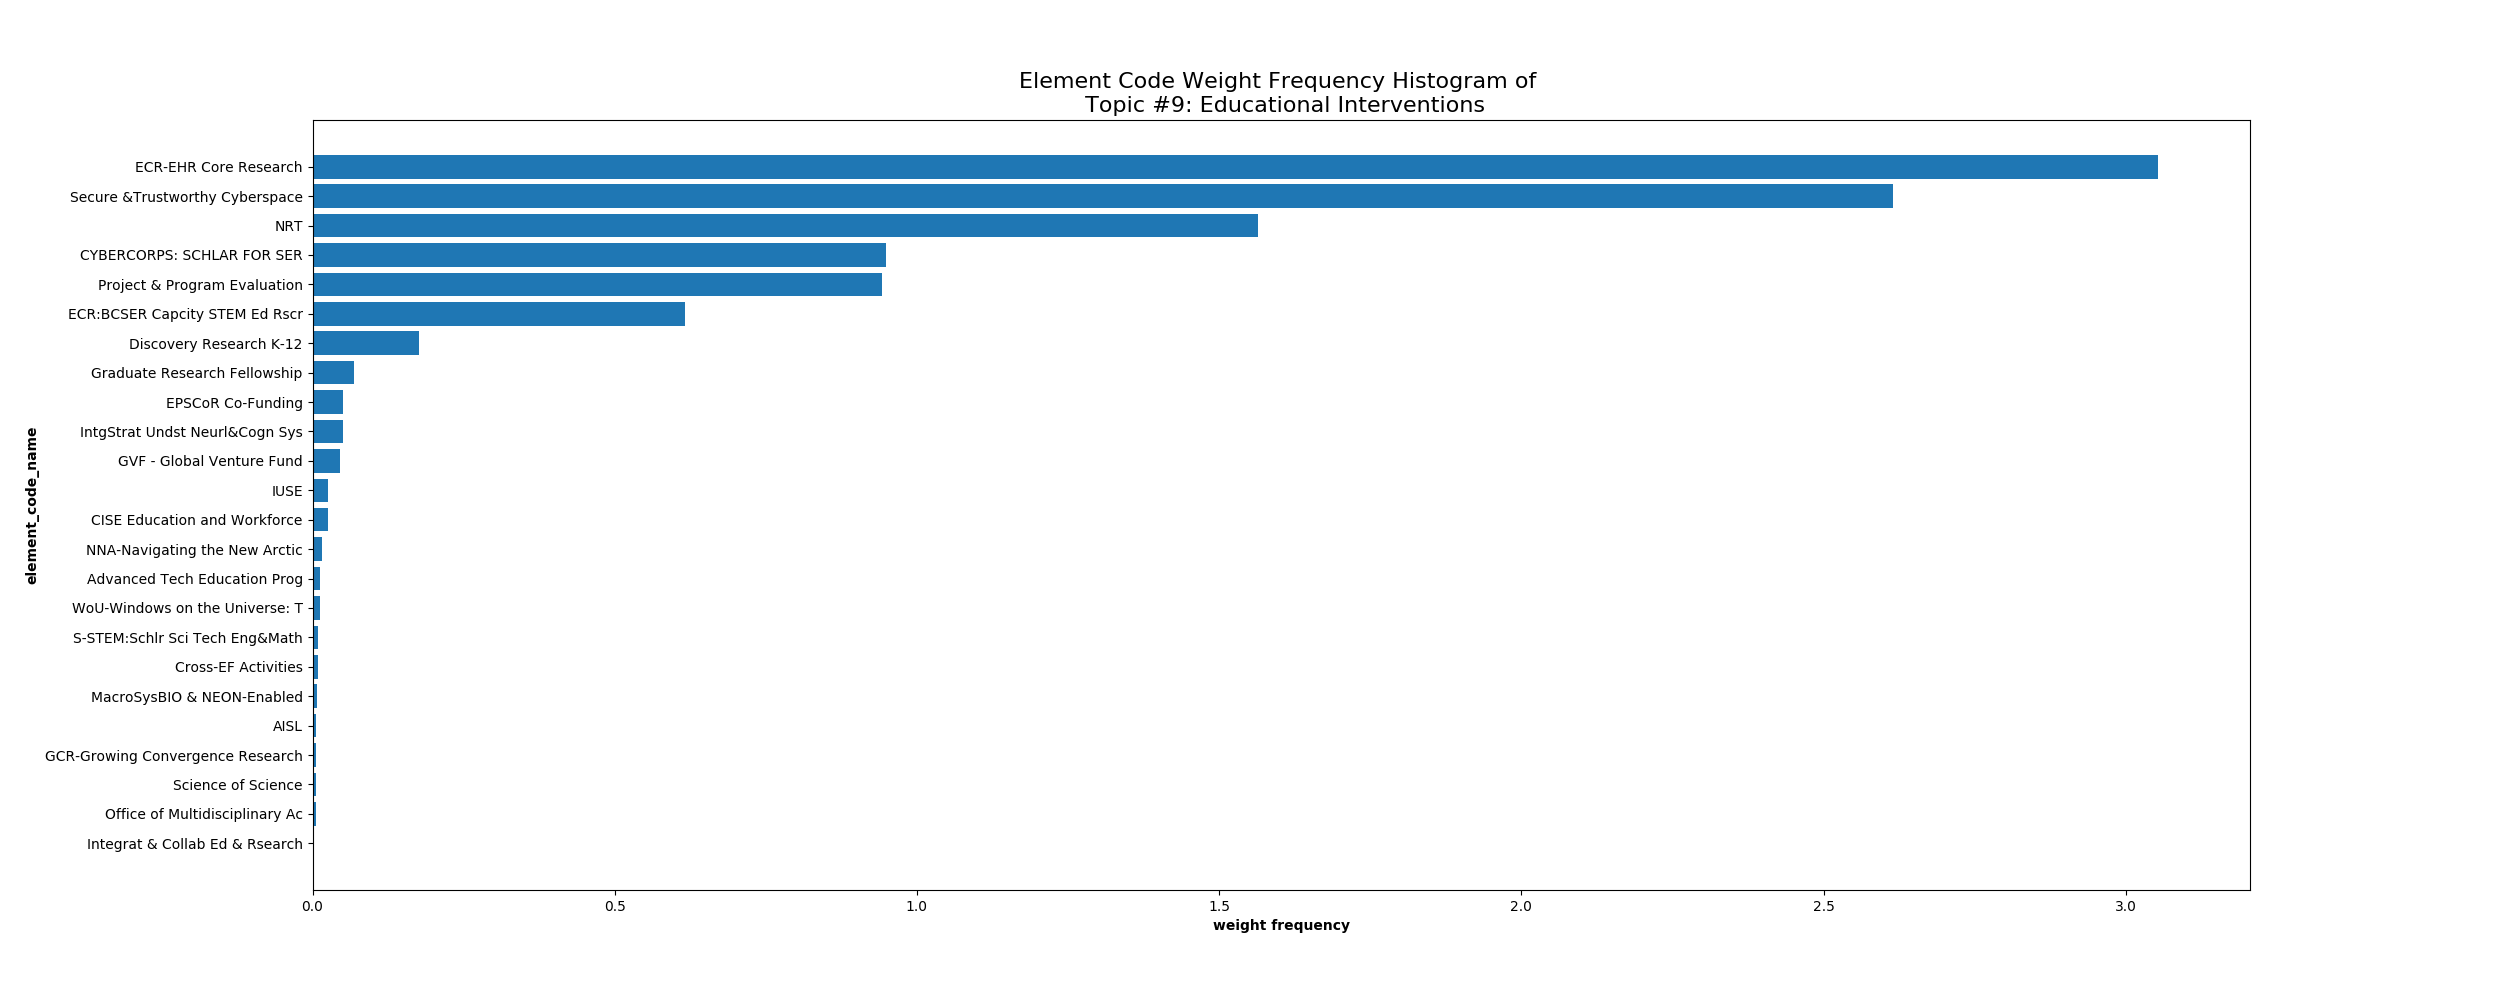 Element Code Weight Frequency Histogram of
Topic #9: Educational Interventions
ECR-EHR Core Research
Secure &Trustworthy Cyberspace
NRT
CYBERCORPS: SCHLAR FOR SER
Project & Program Evaluation
ECR:BCSER Capcity STEM Ed Rscr
Discovery Research K-12
Graduate Research Fellowship
EPSCoR Co-Funding
IntgStrat Undst Neurl&Cogn Sys
GVF - Global Venture Fund
IUSE
CISE Education and Workforce
NNA-Navigating the New Arctic
Advanced Tech Education Prog
WoU-Windows on the Universe: T
S-STEM:Schlr Sci Tech Eng&Math
Cross-EF Activities
MacroSysBIO & NEON-Enabled
AISL
GCR-Growing Convergence Research
Science of Science
Office of Multidisciplinary Ac
Integrat & Collab Ed & Rsearch
element_code_name
0.0 0.5 1.0 1.5 2.0 2.5 3.0
weight frequency